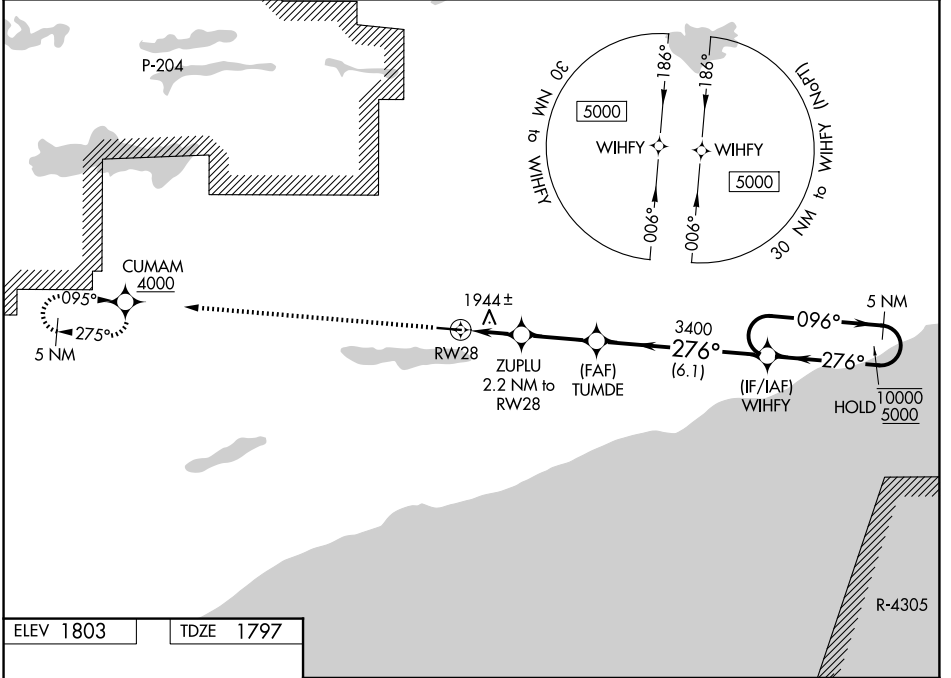 P-204
30 NM to WIHFY
5000
186°
WIHFY
006°
186°
WIHFY
5000
006°
30 NM to WIHFY (NoPT)
CUMAM
4000
095°
275°
5 NM
1944±
RW28
ZUPLU
2.2 NM to
RW28
(FAF)
TUMDE
3400
276°
(6.1)
(IF/IAF)
WIHFY
5 NM
096°
276°
HOLD
10000
5000
R-4305
ELEV 1803
TDZE 1797